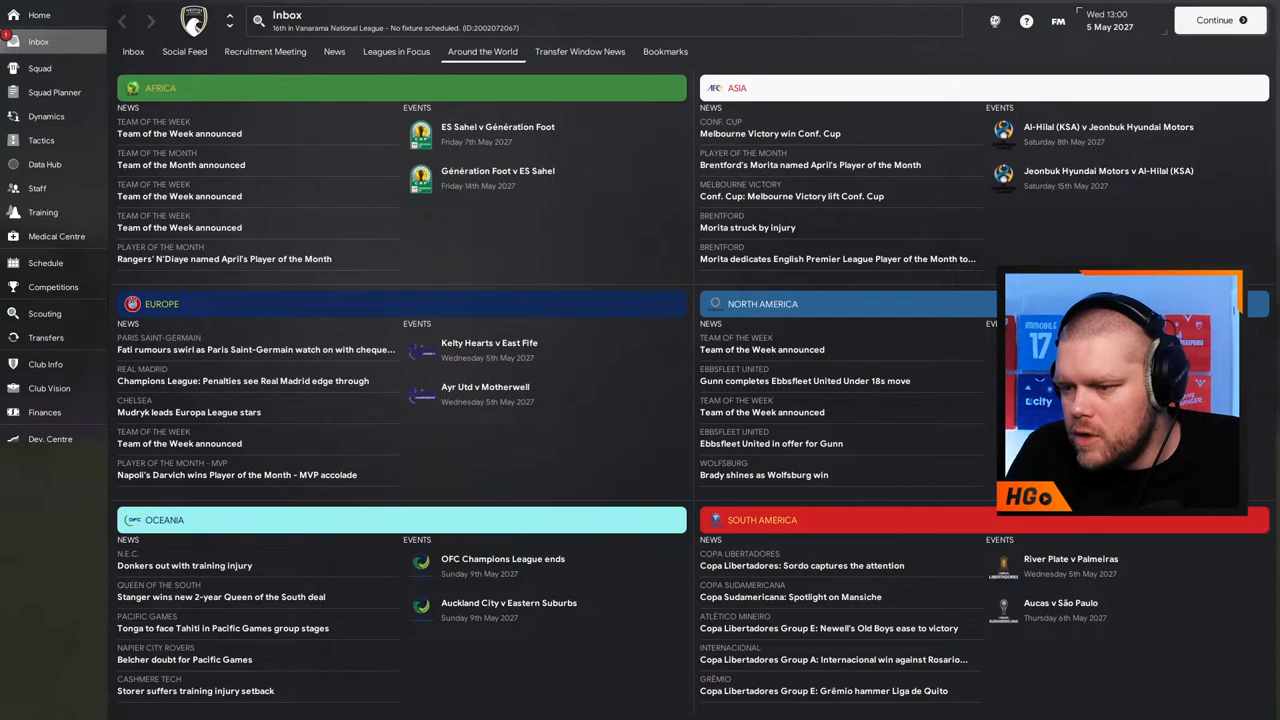 Home
Inbox
16th in Vanarama National League - No fixture scheduled. (ID:2002072067)
FM
Wed 13:00
5 May 2027
Continue
1
Inbox
Squad
Squad Planner
Dynamics
Tactics
Data Hub
Staff
Training
Medical Centre
Schedule
Competitions
Scouting
Transfers
Club Info
Club Vision
Finances
Dev. Centre
Inbox
Social Feed
Recruitment Meeting
News
Leagues in Focus
Around the World
Transfer Window News
Bookmarks
AFRICA
NEWS
TEAM OF THE WEEK
Team of the Week announced
TEAM OF THE MONTH
Team of the Month announced
TEAM OF THE WEEK
Team of the Week announced
TEAM OF THE WEEK
Team of the Week announced
PLAYER OF THE MONTH
Rangers' N'Diaye named April's Player of the Month
EVENTS
ES Sahel v Génération Foot
Friday 7th May 2027
Génération Foot v ES Sahel
Friday 14th May 2027
AFC
ASIA
NEWS
CONF. CUP
Melbourne Victory win Conf. Cup
PLAYER OF THE MONTH
Brentford's Morita named April's Player of the Month
MELBOURNE VICTORY
Conf. Cup: Melbourne Victory lift Conf. Cup
BRENTFORD
Morita struck by injury
BRENTFORD
Morita dedicates English Premier League Player of the Month to...
EVENTS
Al-Hilal (KSA) v Jeonbuk Hyundai Motors
Saturday 8th May 2027
Jeonbuk Hyundai Motors v Al-Hilal (KSA)
Saturday 15th May 2027
EUROPE
NEWS
PARIS SAINT-GERMAIN
Fati rumours swirl as Paris Saint-Germain watch on with cheque...
REAL MADRID
Champions League: Penalties see Real Madrid edge through
CHELSEA
Mudryk leads Europa League stars
TEAM OF THE WEEK
Team of the Week announced
PLAYER OF THE MONTH - MVP
Napoli's Darvich wins Player of the Month - MVP accolade
EVENTS
Kelty Hearts v East Fife
Wednesday 5th May 2027
Ayr Utd v Motherwell
Wednesday 5th May 2027
NORTH AMERICA
NEWS
TEAM OF THE WEEK
Team of the Week announced
EBBSFLEET UNITED
Gunn completes Ebbsfleet United Under 18s move
TEAM OF THE WEEK
Team of the Week announced
EBBSFLEET UNITED
Ebbsfleet United in offer for Gunn
WOLFSBURG
Brady shines as Wolfsburg win
IMMOBILE
17
city
HG
OFC
OCEANIA
NEWS
N.E.C.
Donkers out with training injury
QUEEN OF THE SOUTH
Stanger wins new 2-year Queen of the South deal
PACIFIC GAMES
Tonga to face Tahiti in Pacific Games group stages
NAPIER CITY ROVERS
Belcher doubt for Pacific Games
CASHMERE TECH
Storer suffers training injury setback
EVENTS
OFC Champions League ends
Sunday 9th May 2027
Auckland City v Eastern Suburbs
Sunday 9th May 2027
SOUTH AMERICA
NEWS
COPA LIBERTADORES
Copa Libertadores: Sordo captures the attention
COPA SUDAMERICANA
Copa Sudamericana: Spotlight on Mansiche
ATLÉTICO MINEIRO
Copa Libertadores Group E: Newell's Old Boys ease to victory
INTERNACIONAL
Copa Libertadores Group A: Internacional win against Rosario...
GRÊMIO
Copa Libertadores Group E: Grêmio hammer Liga de Quito
EVENTS
River Plate v Palmeiras
Wednesday 5th May 2027
Aucas v São Paulo
Thursday 6th May 2027